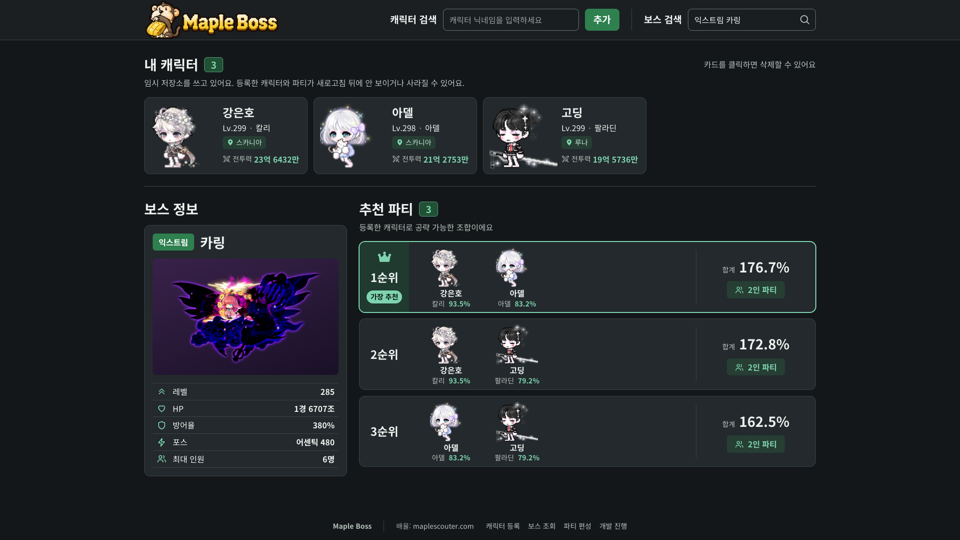 Maple Boss
캐릭터 검색 캐릭터 닉네임을 입력하세요 추가 보스 검색 익스트림 카링
내 캐릭터 3
카드를 클릭하면 삭제할 수 있어요
임시 저장소를 쓰고 있어요. 등록한 캐릭터와 파티가 새로고침 뒤에 안 보이거나 사라질 수 있어요.
강은호
Lv.299 · 칼리
스카니아
전투력 23억 6432만
아델
Lv.298 · 아델
스카니아
전투력 21억 2753만
고딩
Lv.299 · 팔라딘
루나
전투력 19억 5736만
보스 정보
익스트림 카링
레벨 285
HP 1경 6707조
방어율 380%
포스 어센틱 480
최대 인원 6명
추천 파티 3
등록한 캐릭터로 공략 가능한 조합이에요
1순위
가장 추천
강은호
칼리 93.5%
아델
아델 83.2%
합계 176.7%
2인 파티
2순위
강은호
칼리 93.5%
고딩
팔라딘 79.2%
합계 172.8%
2인 파티
3순위
아델
아델 83.2%
고딩
팔라딘 79.2%
합계 162.5%
2인 파티
Maple Boss 배율: maplescouter.com 캐릭터 등록 보스 조회 파티 편성 개발 진행